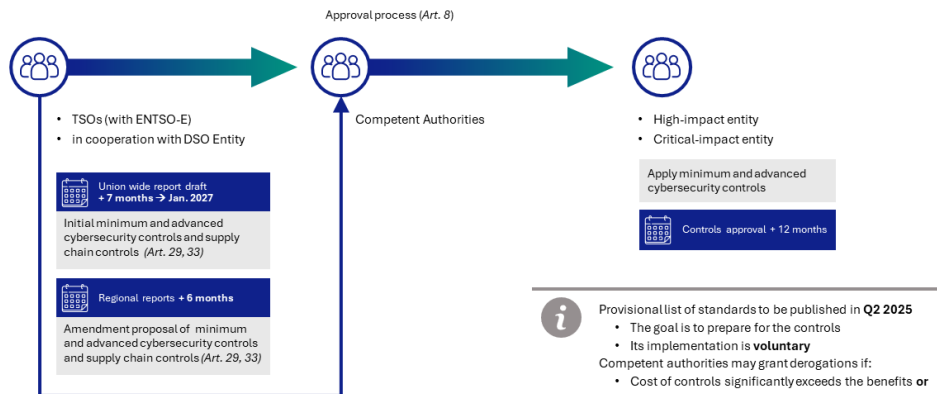 Approval process (Art. 8)
• TSOs (with ENTSO-E)
• in cooperation with DSO Entity
Union wide report draft
+ 7 months → Jan. 2027
Initial minimum and advanced
cybersecurity controls and supply
chain controls (Art. 29, 33)
Regional reports + 6 months
Amendment proposal of minimum
and advanced cybersecurity controls
and supply chain controls (Art. 29, 33)
Competent Authorities
• High-impact entity
• Critical-impact entity
Apply minimum and advanced
cybersecurity controls
Controls approval + 12 months
i
Provisional list of standards to be published in Q2 2025
• The goal is to prepare for the controls
• Its implementation is voluntary
Competent authorities may grant derogations if:
• Cost of controls significantly exceeds the benefits or